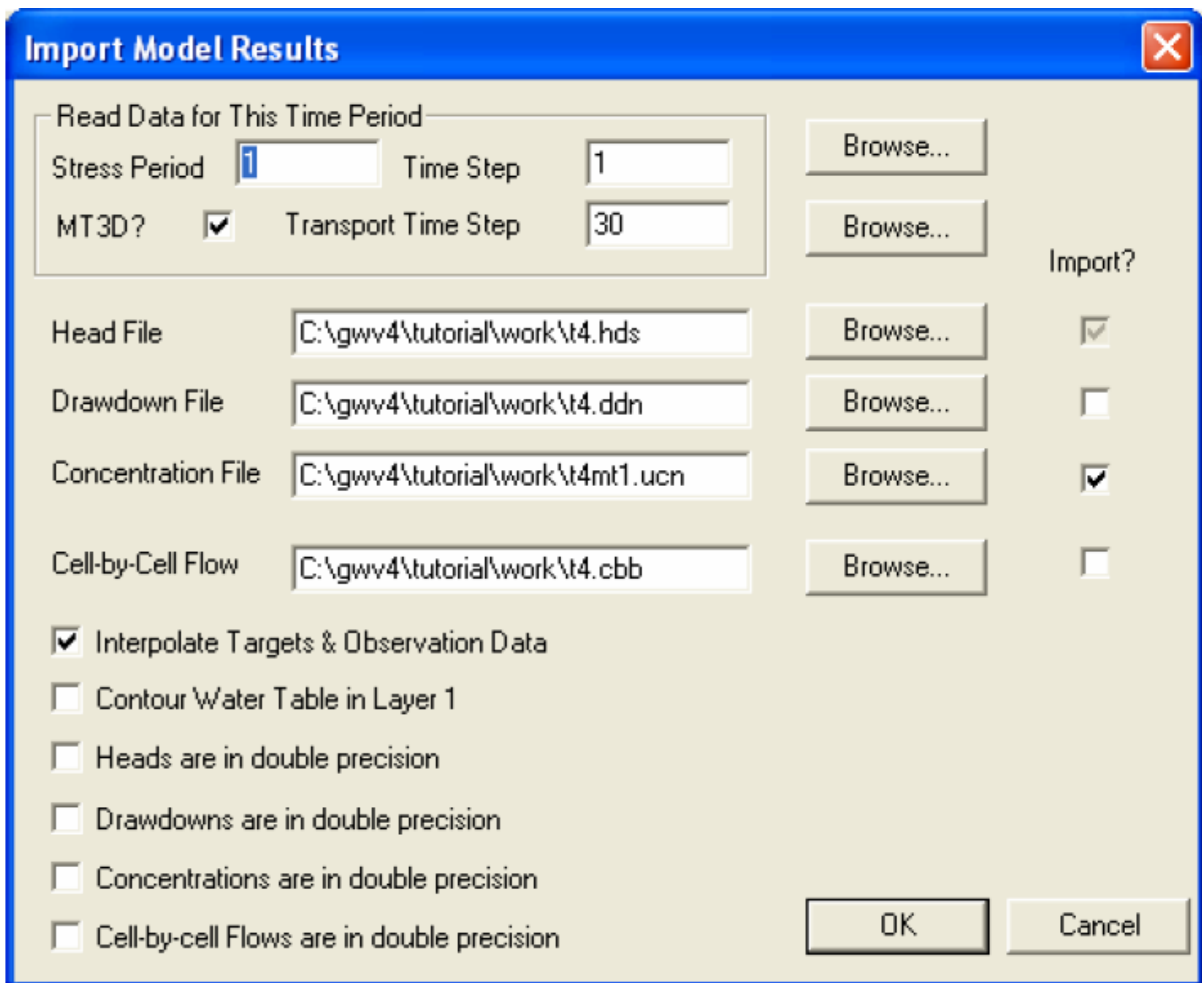 Import Model Results
Read Data for This Time Period
Stress Period 1 Time Step 1 Browse...
MT3D? Transport Time Step 30 Browse...
Import?
Head File C:\gwv4\tutorial\work\t4.hds Browse...
Drawdown File C:\gwv4\tutorial\work\t4.ddn Browse...
Concentration File C:\gwv4\tutorial\work\t4mt1.ucn Browse...
Cell-by-Cell Flow C:\gwv4\tutorial\work\t4.cbb Browse...
Interpolate Targets & Observation Data
Contour Water Table in Layer 1
Heads are in double precision
Drawdowns are in double precision
Concentrations are in double precision
Cell-by-cell Flows are in double precision
OK Cancel